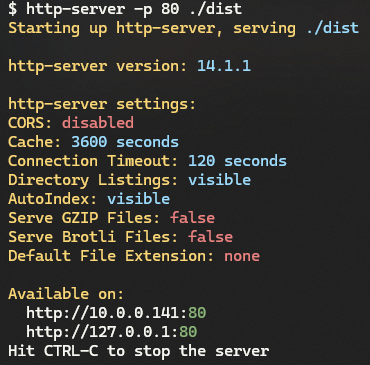 $ http-server -p 80 ./dist
Starting up http-server, serving ./dist
http-server version: 14.1.1
http-server settings:
CORS: disabled
Cache: 3600 seconds
Connection Timeout: 120 seconds
Directory Listings: visible
AutoIndex: visible
Serve GZIP Files: false
Serve Brotli Files: false
Default File Extension: none
Available on:
http://10.0.0.141:80
http://127.0.0.1:80
Hit CTRL-C to stop the server